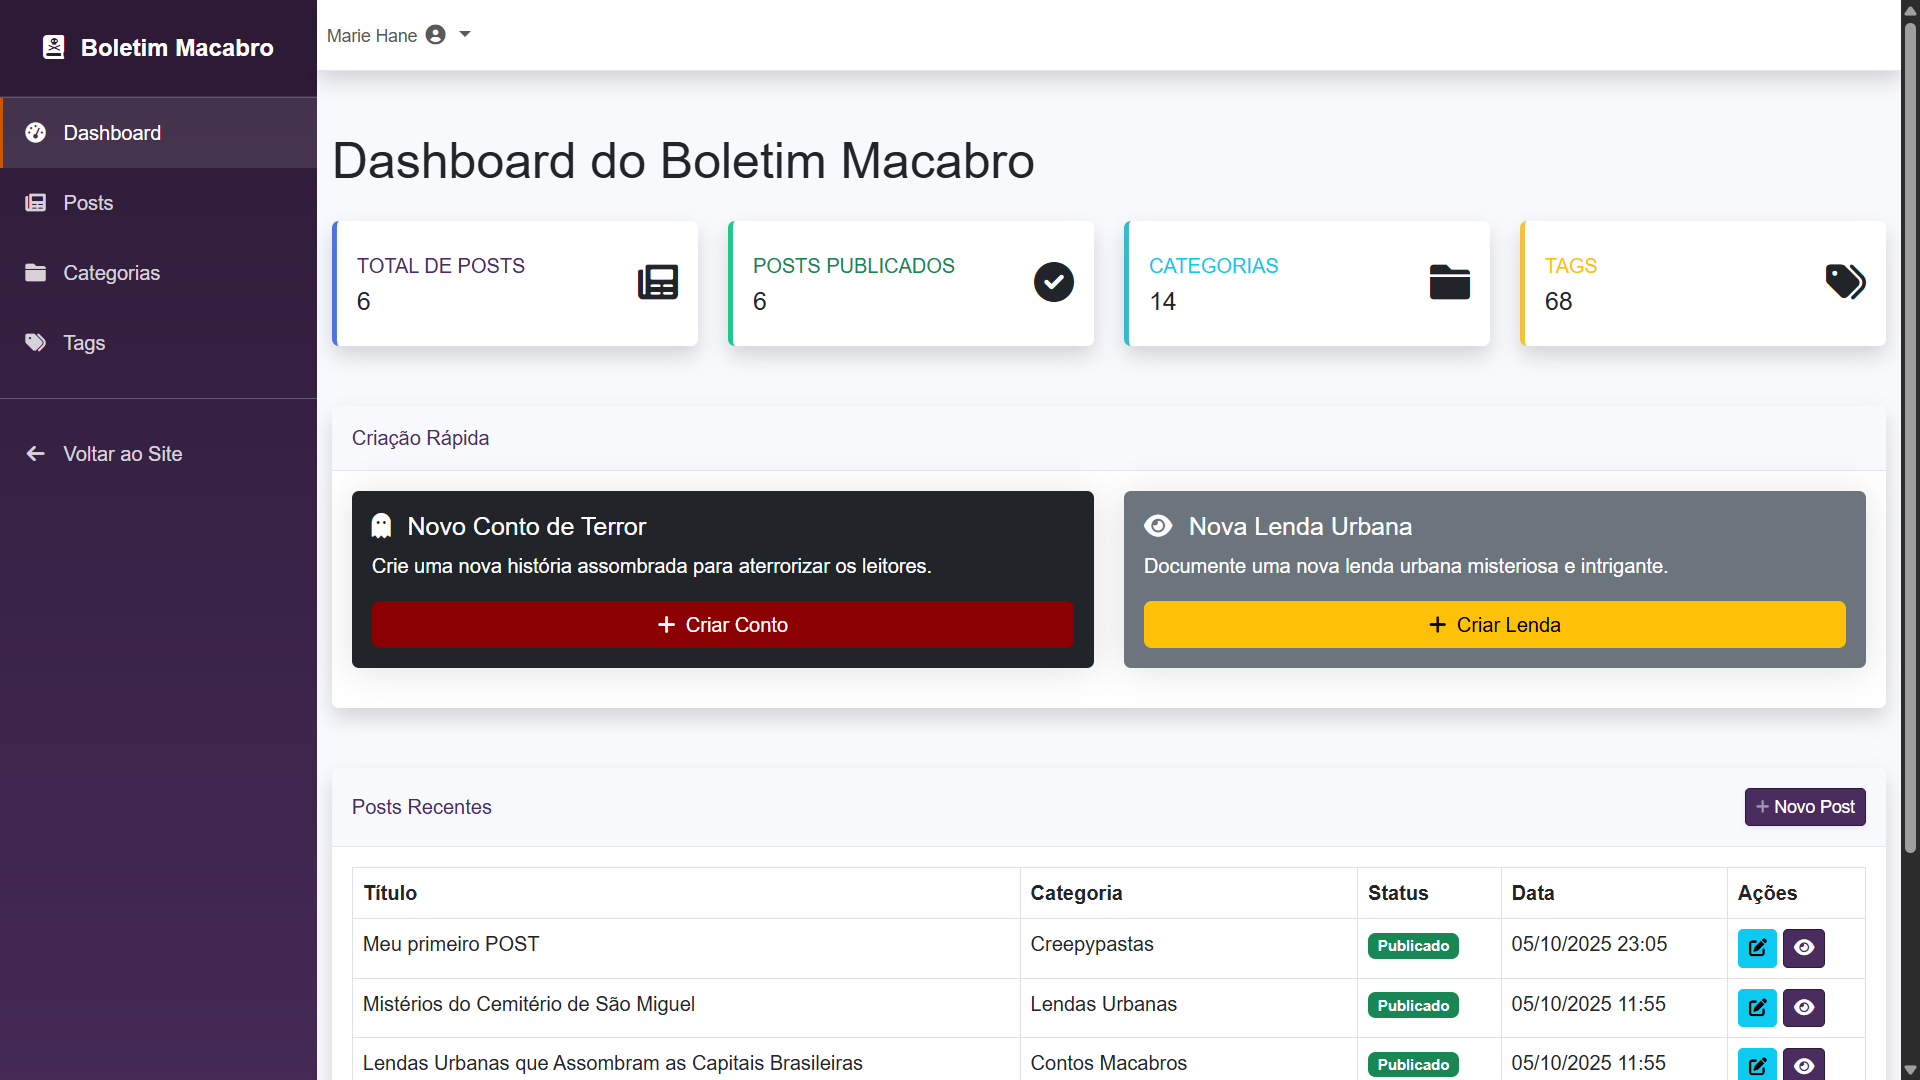 Boletim Macabro
Marie Hane
Dashboard
Posts
Categorias
Tags
Voltar ao Site
Dashboard do Boletim Macabro
TOTAL DE POSTS
6
POSTS PUBLICADOS
6
CATEGORIAS
14
TAGS
68
Criação Rápida
Novo Conto de Terror
Crie uma nova história assombrada para aterrorizar os leitores.
+ Criar Conto
Nova Lenda Urbana
Documente uma nova lenda urbana misteriosa e intrigante.
+ Criar Lenda
Posts Recentes
+ Novo Post
Título Categoria Status Data Ações
Meu primeiro POST Creepypastas Publicado 05/10/2025 23:05
Mistérios do Cemitério de São Miguel Lendas Urbanas Publicado 05/10/2025 11:55
Lendas Urbanas que Assombram as Capitais Brasileiras Contos Macabros Publicado 05/10/2025 11:55